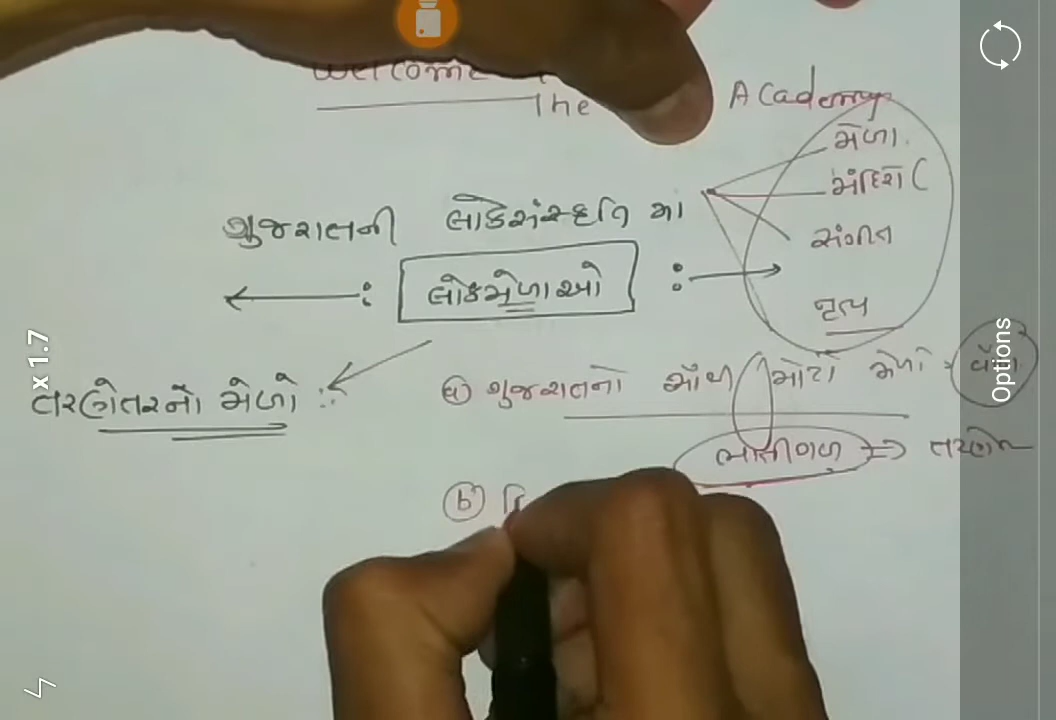 Welcome
The Academy
મેળા.
મંદિરો
સંગીત
નૃત્ય
ગુજરાતની લોકસંસ્કૃતિ માં
: લોકમેળાઓ :
તરણેતરનો મેળો :
(a) ગુજરાતનો સૌથી મોટો મેળો
ભાતીગળ => તરણેત
(b)
x 1.7
Options